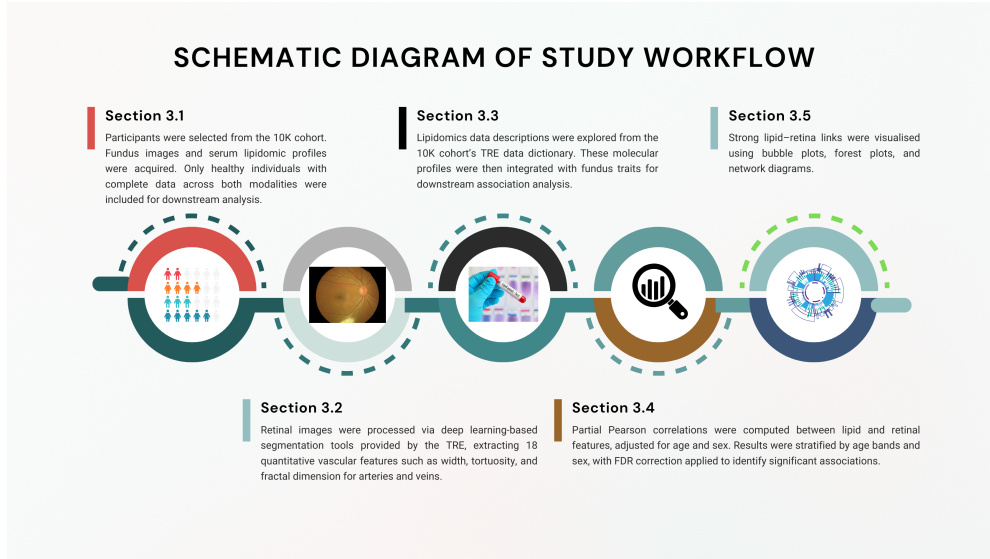 SCHEMATIC DIAGRAM OF STUDY WORKFLOW
Section 3.1
Participants were selected from the 10K cohort.
Fundus images and serum lipidomic profiles
were acquired. Only healthy individuals with
complete data across both modalities were
included for downstream analysis.
Section 3.3
Lipidomics data descriptions were explored from the
10K cohort's TRE data dictionary. These molecular
profiles were then integrated with fundus traits for
downstream association analysis.
Section 3.5
Strong lipid–retina links were visualised
using bubble plots, forest plots, and
network diagrams.
Section 3.2
Retinal images were processed via deep learning-based
segmentation tools provided by the TRE, extracting 18
quantitative vascular features such as width, tortuosity, and
fractal dimension for arteries and veins.
Section 3.4
Partial Pearson correlations were computed between lipid and retinal
features, adjusted for age and sex. Results were stratified by age bands and
sex, with FDR correction applied to identify significant associations.